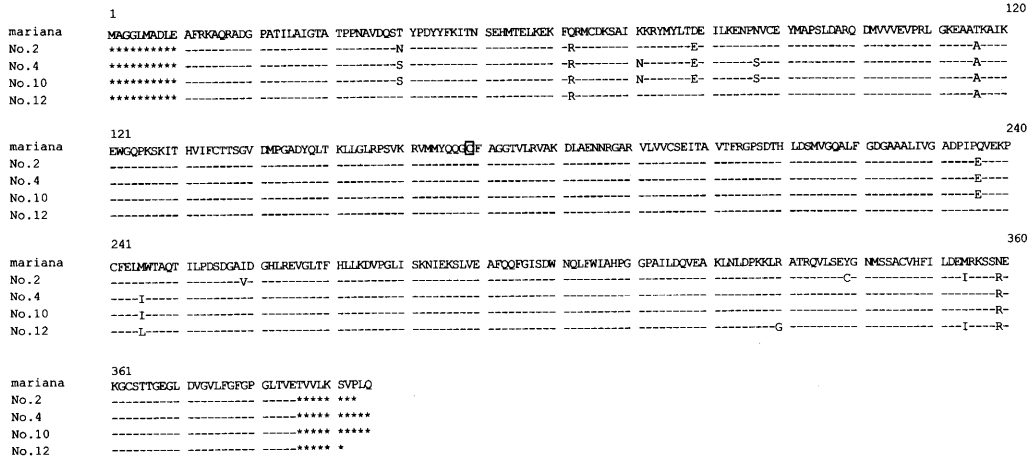 1 120
mariana MAGGLMADLE AFRKAQRADG PATILAIGTA TPPNAVDQST YPDYYFKITN SEHMTELKEK FQRMCDKSAI KKRYMYLTDE ILKENPNVCE YMAPSLDARQ DMVVVEVPRL GKEAATKAIK
No.2 ********** ---------- ---------- ---------N ---------- ---------- -R-------- --------E- ---------- ---------- ---------- -----A----
No.4 ********** ---------- ---------- ---------S ---------- ---------- -R-------- N-------E- ------S--- ---------- ---------- -----A----
No.10 ********** ---------- ---------- ---------S ---------- ---------- -R-------- N-------E- ------S--- ---------- ---------- -----A----
No.12 ********** ---------- ---------- ---------- ---------- ---------- -R-------- ---------- ---------- ---------- ---------- -----A----
121 240
mariana EWGQPKSKIT HVIFCTTSGV DMPGADYQLT KLLGLRPSVK RVMMYQQGCF AGGTVLRVAK DLAENNRGAR VLVVCSEITA VTFRGPSDTH LDSMVGQALF GDGAAALIVG ADPIPQVEKP
No.2 ---------- ---------- ---------- ---------- ---------- ---------- ---------- ---------- ---------- ---------- ---------- -----E----
No.4 ---------- ---------- ---------- ---------- ---------- ---------- ---------- ---------- ---------- ---------- ---------- -----E----
No.10 ---------- ---------- ---------- ---------- ---------- ---------- ---------- ---------- ---------- ---------- ---------- -----E----
No.12 ---------- ---------- ---------- ---------- ---------- ---------- ---------- ---------- ---------- ---------- ---------- ----------
241 360
mariana CFELMWTAQT ILPDSDGAID GHLREVGLTF HLLKDVPGLI SKNIEKSLVE AFQQFGISDW NQLFWIAHPG GPAILDQVEA KLNLDPKKLR ATRQVLSEYG NMSSACVHFI LDEMRKSSNE
No.2 ---------- --------V- ---------- ---------- ---------- ---------- ---------- ---------- ---------- --------C- ---------- ---I----R-
No.4 ----I----- ---------- ---------- ---------- ---------- ---------- ---------- ---------- ---------- ---------- ---------- --------R-
No.10 ----I----- ---------- ---------- ---------- ---------- ---------- ---------- ---------- ---------- ---------- ---------- --------R-
No.12 ----L----- ---------- ---------- ---------- ---------- ---------- ---------- ---------- ---------G ---------- ---------- ---I----R-
361
mariana KGCSTTGEGL DVGVLFGFGP GLTVETVVLK SVPLQ
No.2 ---------- ---------- -----***** ***
No.4 ---------- ---------- -----***** *****
No.10 ---------- ---------- -----***** *****
No.12 ---------- ---------- -----***** *